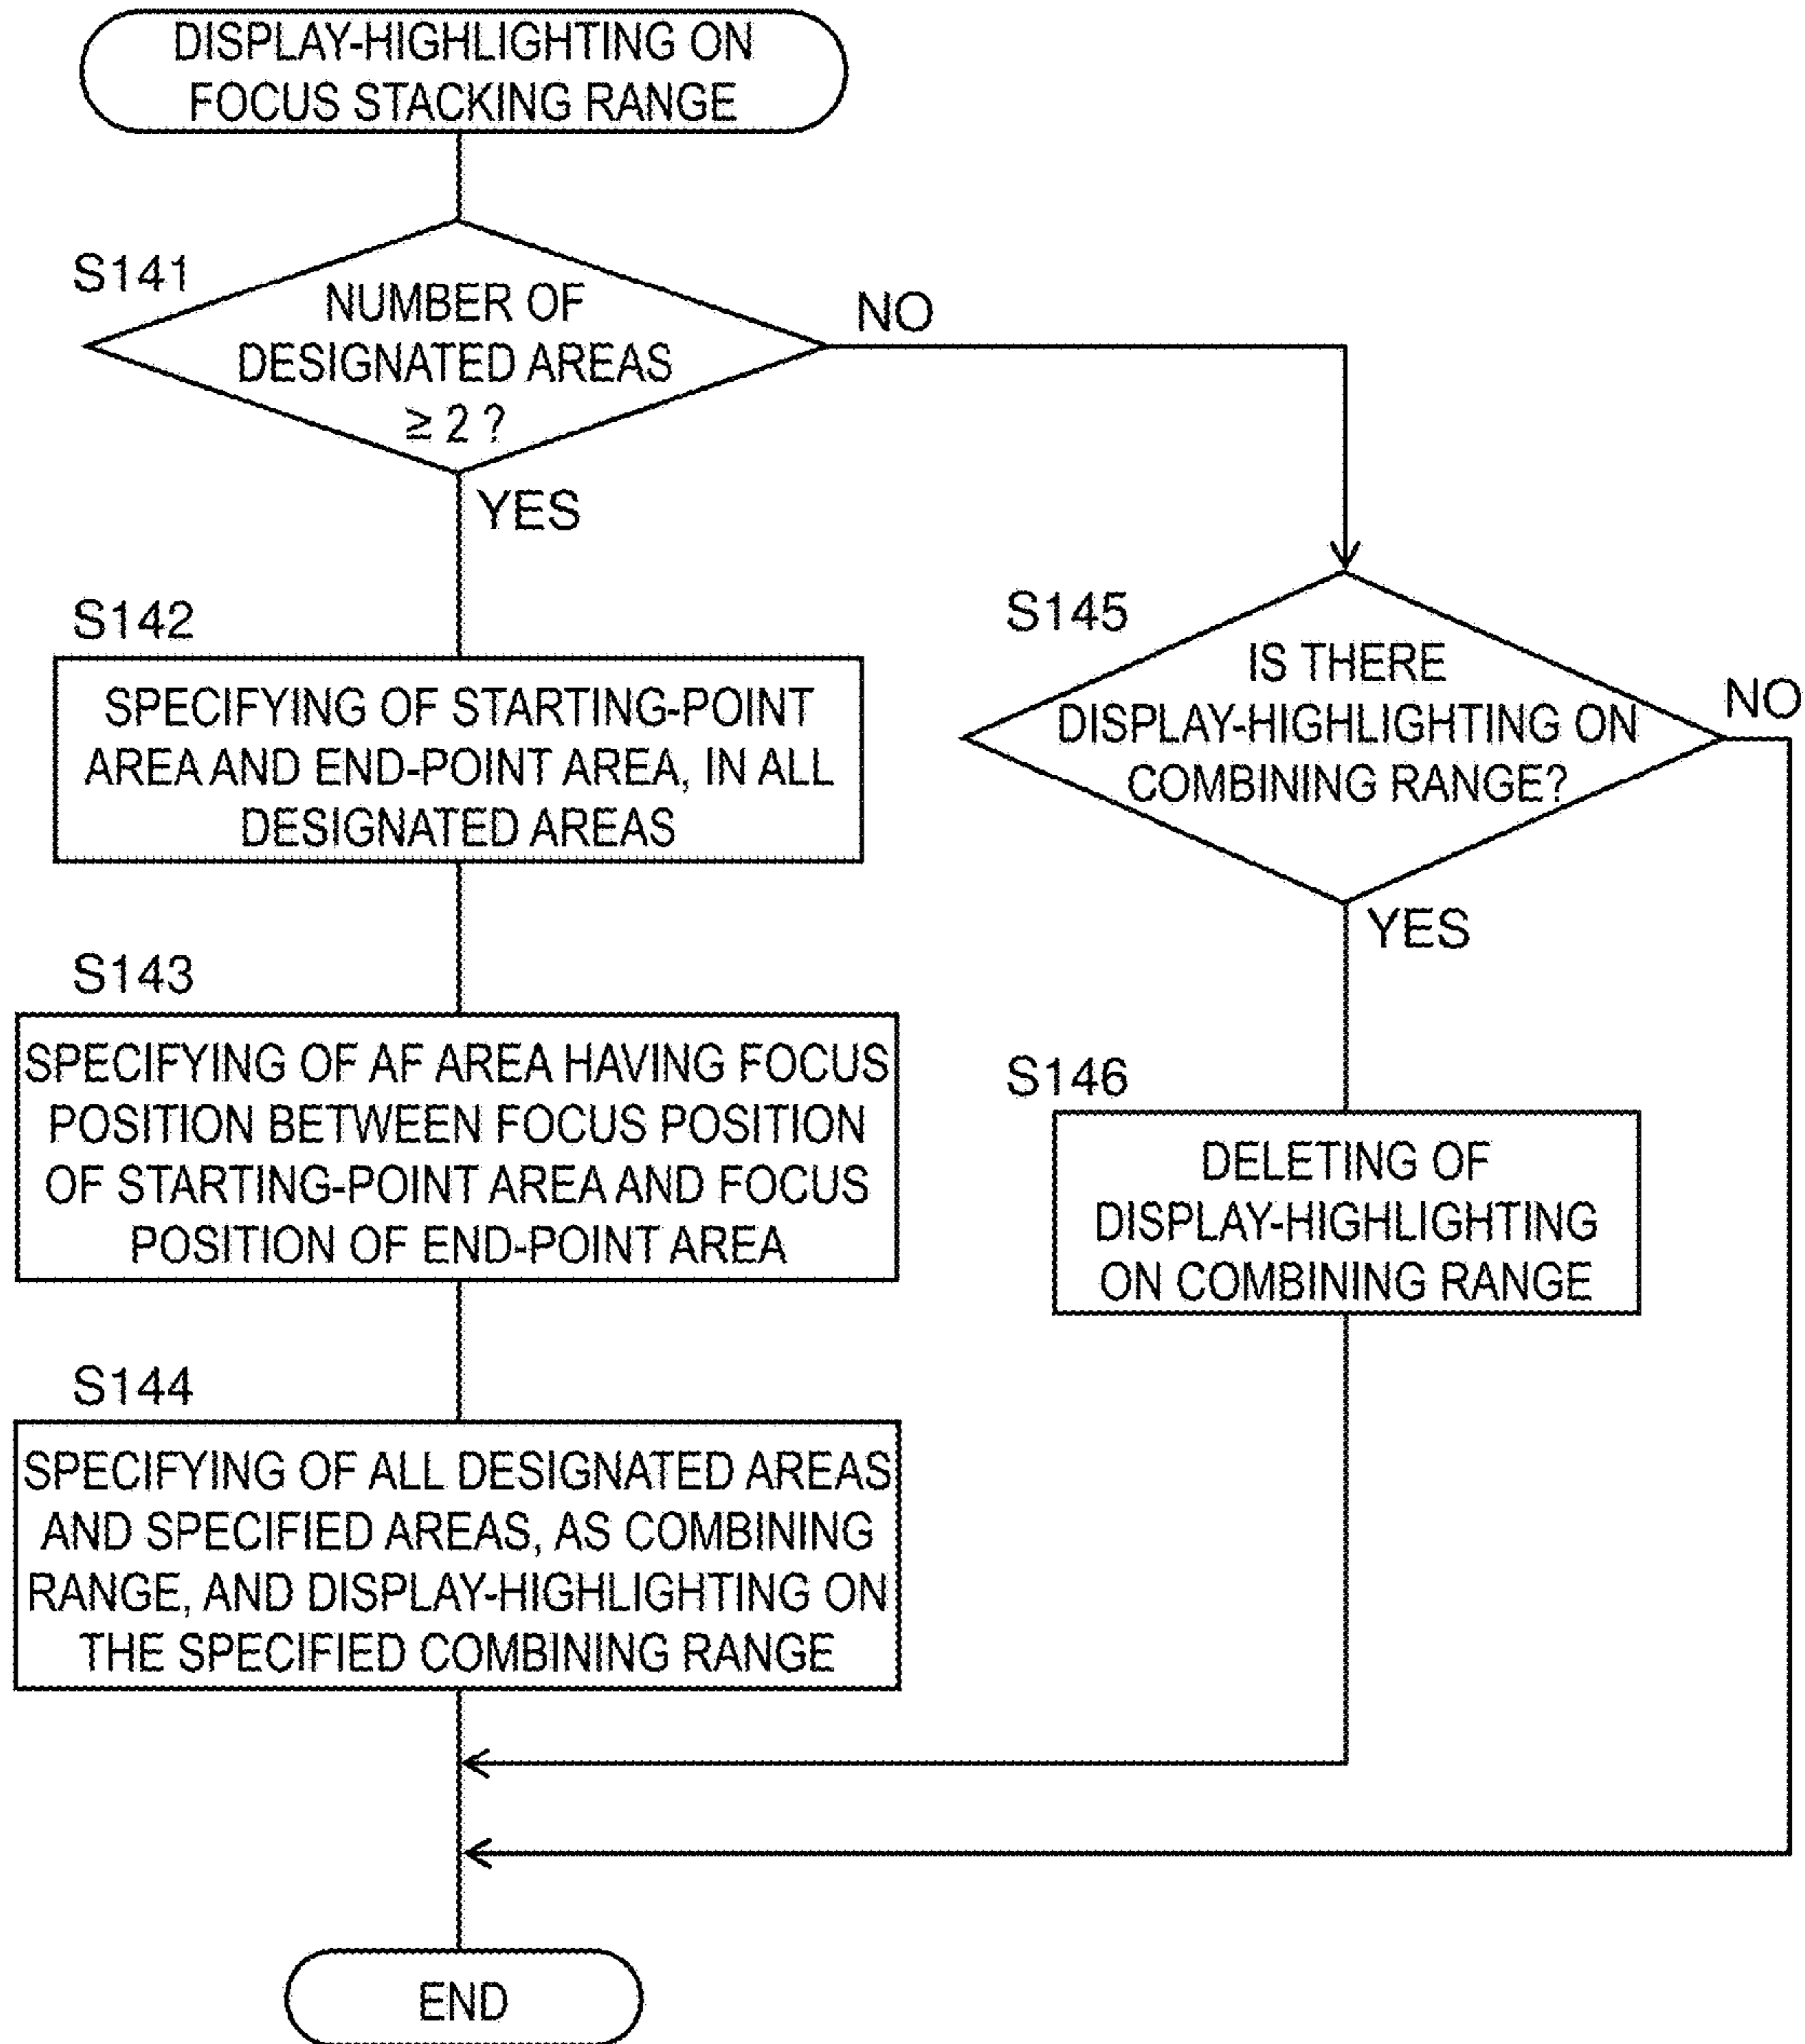 DISPLAY-HIGHLIGHTING ON
FOCUS STACKING RANGE
S141
NUMBER OF
DESIGNATED AREAS
≥ 2 ?
NO
YES
S142
SPECIFYING OF STARTING-POINT
AREA AND END-POINT AREA, IN ALL
DESIGNATED AREAS
S143
SPECIFYING OF AF AREA HAVING FOCUS
POSITION BETWEEN FOCUS POSITION
OF STARTING-POINT AREA AND FOCUS
POSITION OF END-POINT AREA
S144
SPECIFYING OF ALL DESIGNATED AREAS
AND SPECIFIED AREAS, AS COMBINING
RANGE, AND DISPLAY-HIGHLIGHTING ON
THE SPECIFIED COMBINING RANGE
S145
IS THERE
DISPLAY-HIGHLIGHTING ON
COMBINING RANGE?
NO
YES
S146
DELETING OF
DISPLAY-HIGHLIGHTING
ON COMBINING RANGE
END